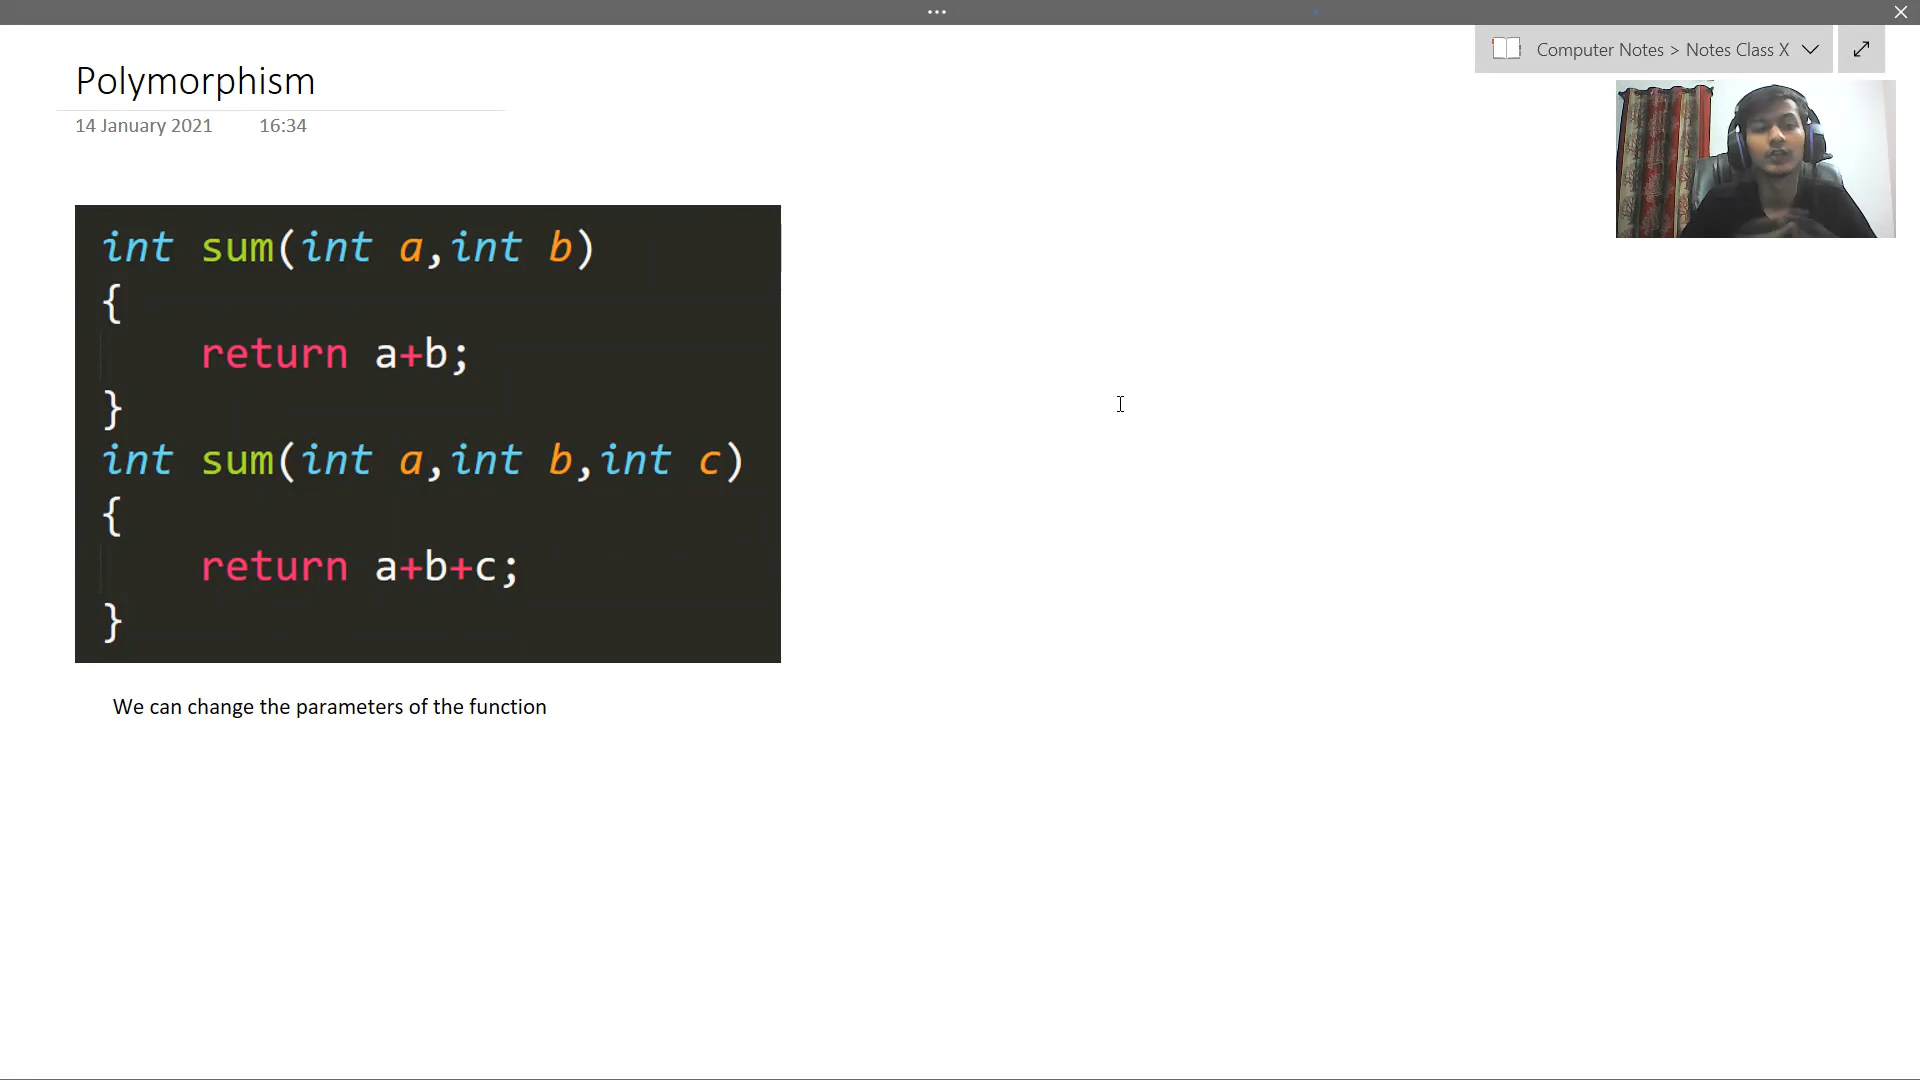 Computer Notes > Notes Class X
Polymorphism
14 January 2021 16:34
int sum(int a,int b)
{
return a+b;
}
int sum(int a,int b,int c)
{
return a+b+c;
}
We can change the parameters of the function